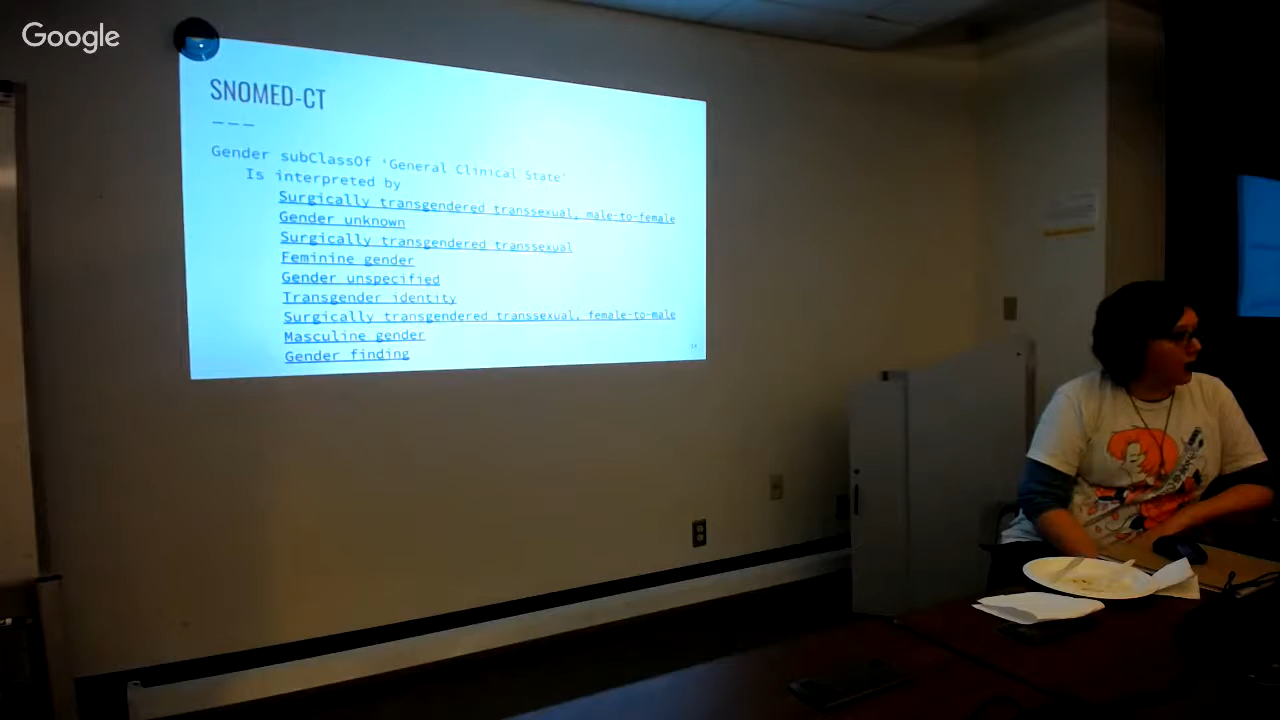 Google
SNOMED-CT
---
Gender subClassOf 'General Clinical State'
Is interpreted by
Surgically transgendered transsexual, male-to-female
Gender unknown
Surgically transgendered transsexual
Feminine gender
Gender unspecified
Transgender identity
Surgically transgendered transsexual, female-to-male
Masculine gender
Gender finding